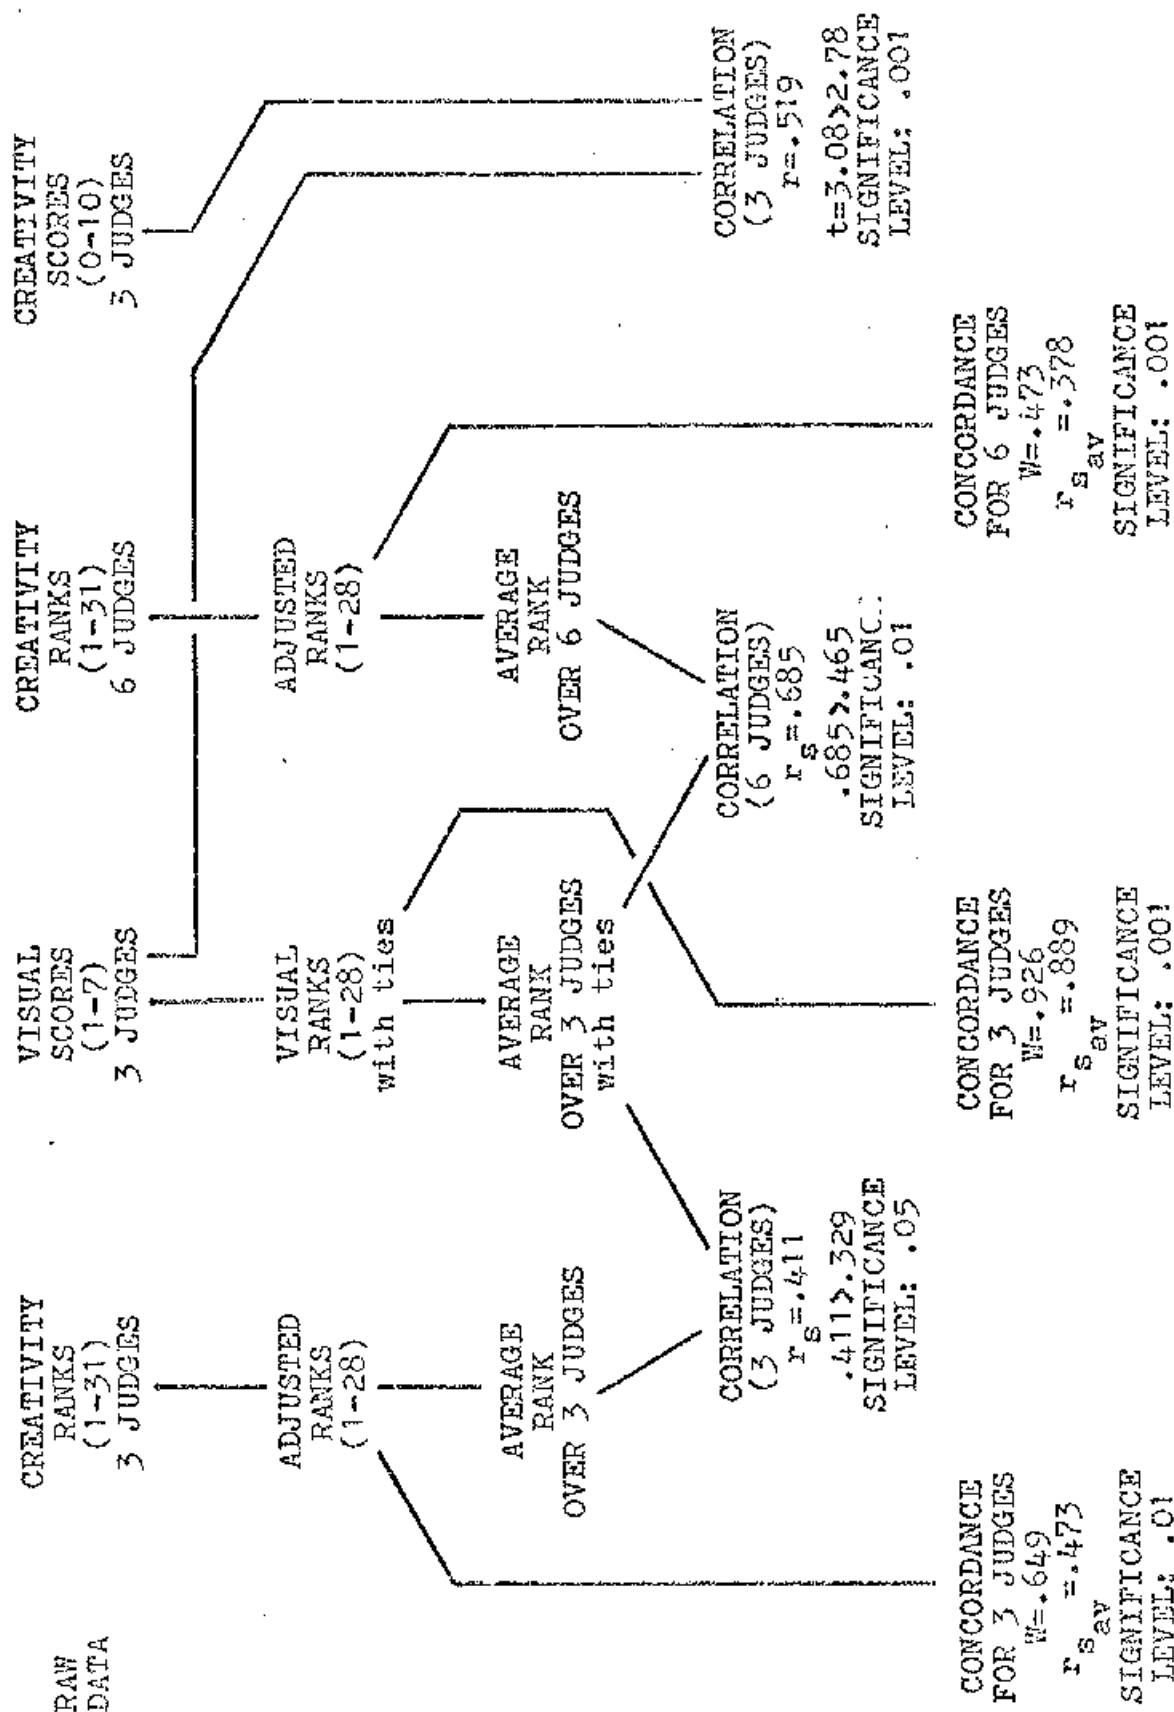 RAW
DATA
CREATIVITY
RANKS
(1-31)
3 JUDGES
VISUAL
SCORES
(1-7)
3 JUDGES
CREATIVITY
RANKS
(1-31)
6 JUDGES
CREATIVITY
SCORES
(0-10)
3 JUDGES
ADJUSTED
RANKS
(1-28)
VISUAL
RANKS
(1-28)
with ties
ADJUSTED
RANKS
(1-28)
AVERAGE
RANK
OVER 3 JUDGES
AVERAGE
RANK
OVER 3 JUDGES
with ties
AVERAGE
RANK
OVER 6 JUDGES
CORRELATION
(3 JUDGES)
r_s=.411
.411>.329
SIGNIFICANCE
LEVEL: .05
CORRELATION
(6 JUDGES)
r_s=.685
.685>.465
SIGNIFICANC
LEVEL: .01
CORRELATION
(3 JUDGES)
r=.519
t=3.08>2.78
SIGNIFICANCE
LEVEL: .001
CONCORDANCE
FOR 3 JUDGES
W=.649
r_s_av =.473
SIGNIFICANCE
LEVEL: .01
CONCORDANCE
FOR 3 JUDGES
W=.926
r_s_av =.889
SIGNIFICANCE
LEVEL: .001
CONCORDANCE
FOR 6 JUDGES
W=.473
r_s_av =.378
SIGNIFICANCE
LEVEL: .001